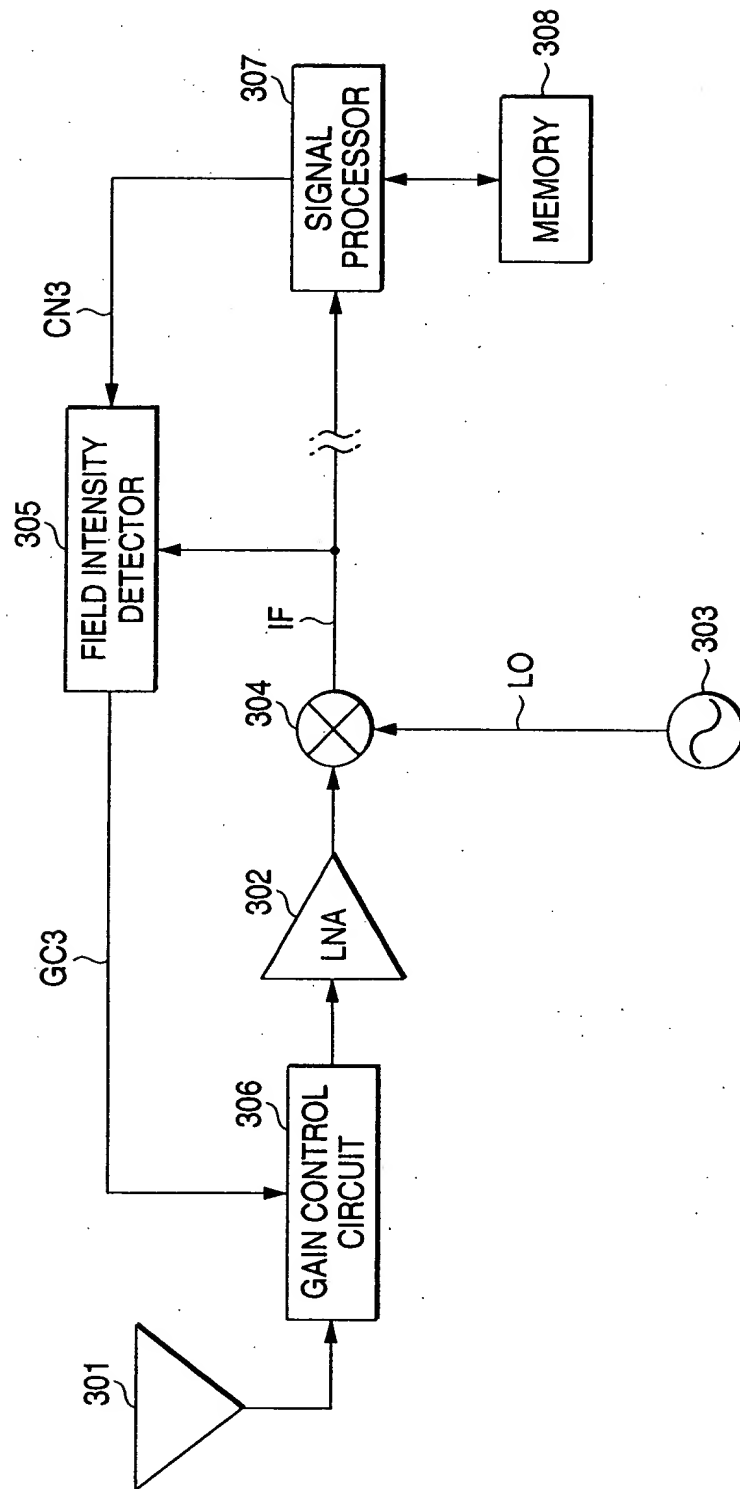 301
306
GAIN CONTROL
CIRCUIT
GC3
302
LNA
304
IF
LO
303
305
FIELD INTENSITY
DETECTOR
CN3
307
SIGNAL
PROCESSOR
308
MEMORY